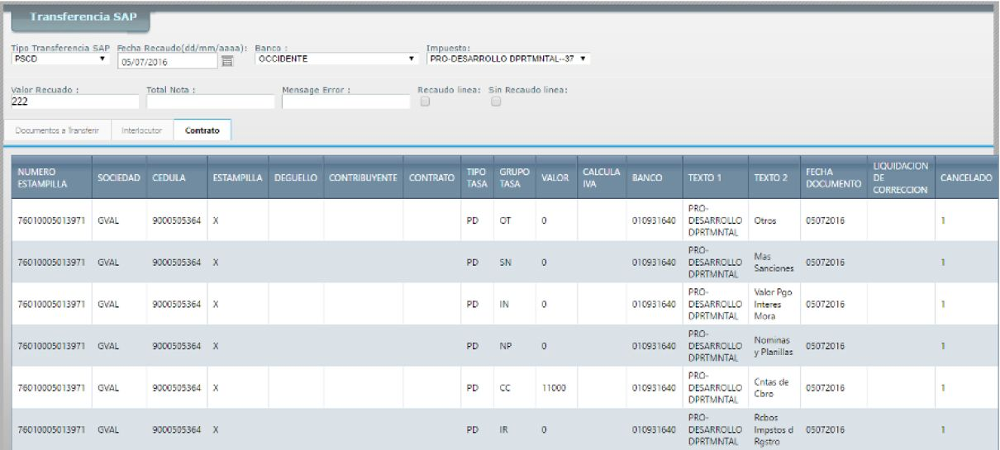 Transferencia SAP
Tipo Transferencia SAP Fecha Recaudo(dd/mm/aaaa): Banco : Impuesto:
PSCD 05/07/2016 OCCIDENTE PRO-DESARROLLO DPRTMNTAL--37
Valor Recuado : Total Nota : Mensage Error : Recaudo linea: Sin Recaudo linea:
222
Documentos a Transferir Interlocutor Contrato
NUMERO ESTAMPILLA SOCIEDAD CEDULA ESTAMPILLA DEGUELLO CONTRIBUYENTE CONTRATO TIPO TASA GRUPO TASA VALOR CALCULA IVA BANCO TEXTO 1 TEXTO 2 FECHA DOCUMENTO LIQUIDACION DE CORRECCION CANCELADO
76010005013971 GVAL 9000505364 X PD OT 0 010931640 PRO-DESARROLLO DPRTMNTAL Otros 05072016 1
76010005013971 GVAL 9000505364 X PD SN 0 010931640 PRO-DESARROLLO DPRTMNTAL Mas Sanciones 05072016 1
76010005013971 GVAL 9000505364 X PD IN 0 010931640 PRO-DESARROLLO DPRTMNTAL Valor Pgo Interes Mora 05072016 1
76010005013971 GVAL 9000505364 X PD NP 0 010931640 PRO-DESARROLLO DPRTMNTAL Nominas y Planillas 05072016 1
76010005013971 GVAL 9000505364 X PD CC 11000 010931640 PRO-DESARROLLO DPRTMNTAL Cntas de Cbro 05072016 1
76010005013971 GVAL 9000505364 X PD IR 0 010931640 PRO-DESARROLLO DPRTMNTAL Rcbos Impstos d Rgstro 05072016 1